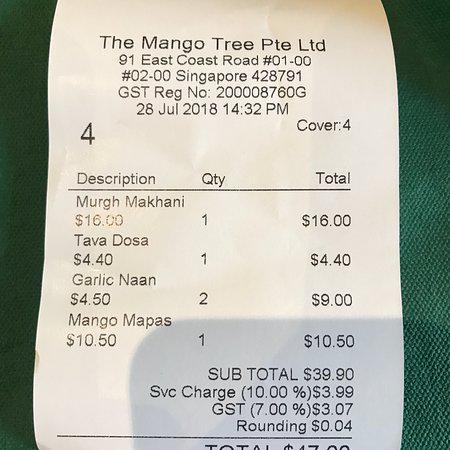 The Mango Tree Pte Ltd
91 East Coast Road #01-00
#02-00 Singapore 428791
GST Reg No: 200008760G
28 Jul 2018 14:32 PM
Cover:4
4
Description Qty Total
Murgh Makhani
$16.00 1 $16.00
Tava Dosa
$4.40 1 $4.40
Garlic Naan
$4.50 2 $9.00
Mango Mapas
$10.50 1 $10.50
SUB TOTAL $39.90
Svc Charge (10.00 %)$3.99
GST (7.00 %)$3.07
Rounding $0.04
TOTAL $47.00